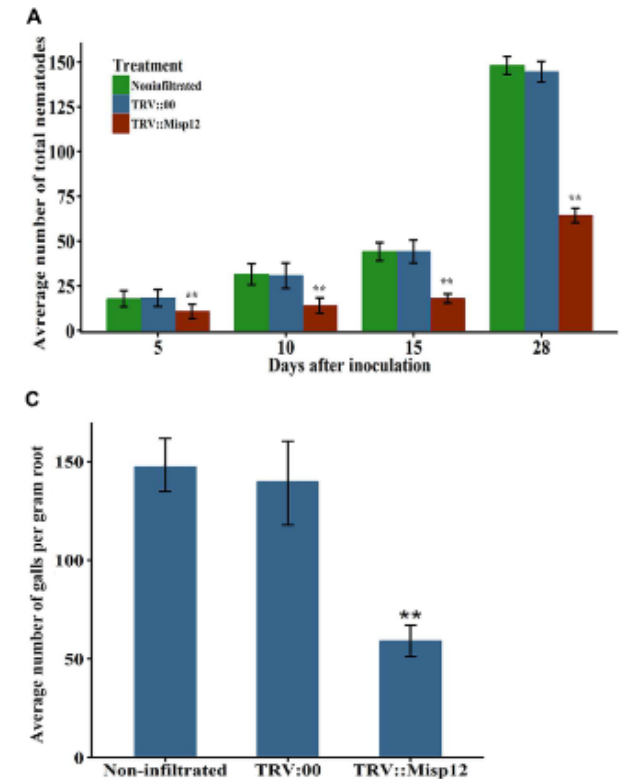 A
Avrerage number of total nematodes
150
125
100
75
50
25
0
Treatment
Noninfiltrated
TRV::00
TRV::Misp12
**
**
**
**
5 10 15 28
Days after inoculation
C
Average number of galls per gram root
150
100
50
0
**
Non-infiltrated TRV:00 TRV::Misp12